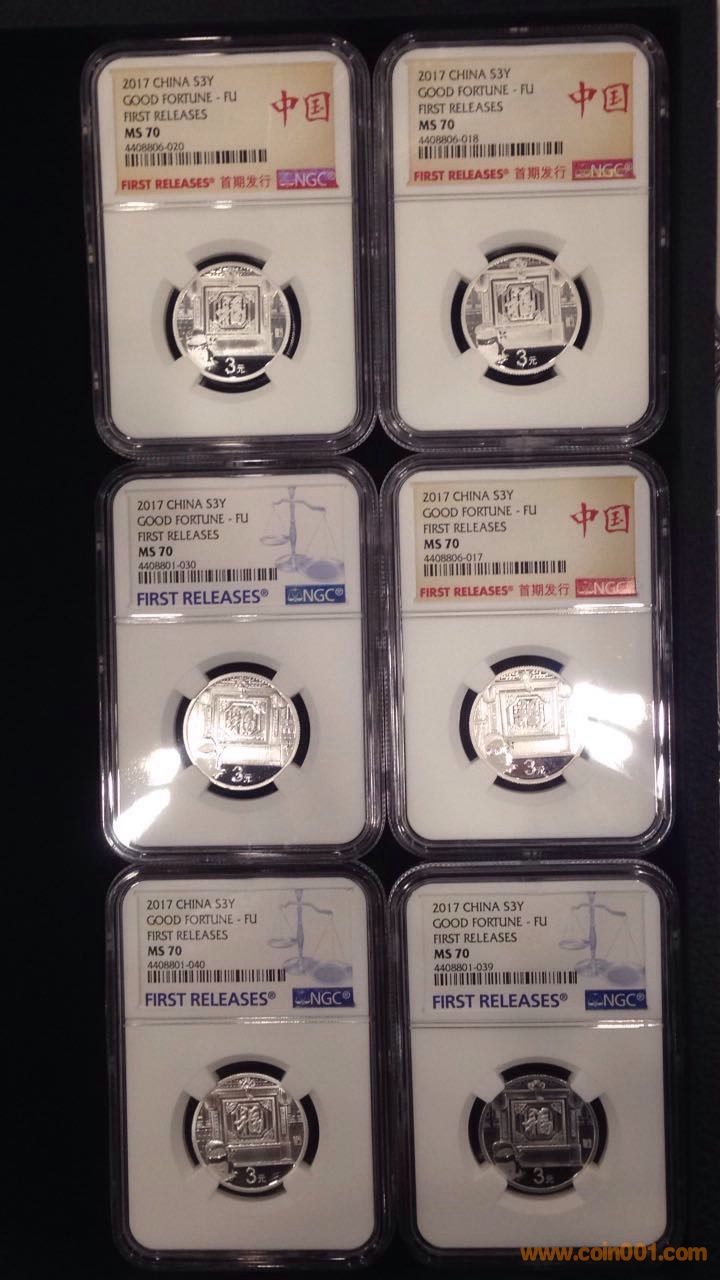 2017 CHINA S3Y
GOOD FORTUNE - FU
FIRST RELEASES
MS 70
4408806-020
中国
FIRST RELEASES® 首期发行 NGC®
福
3元
2017 CHINA S3Y
GOOD FORTUNE - FU
FIRST RELEASES
MS 70
4408806-018
中国
FIRST RELEASES® 首期发行 NGC®
福
3元
2017 CHINA S3Y
GOOD FORTUNE - FU
FIRST RELEASES
MS 70
4408801-030
FIRST RELEASES® NGC®
福
3元
2017 CHINA S3Y
GOOD FORTUNE - FU
FIRST RELEASES
MS 70
4408806-017
中国
FIRST RELEASES® 首期发行 NGC®
福
3元
2017 CHINA S3Y
GOOD FORTUNE - FU
FIRST RELEASES
MS 70
4408801-040
FIRST RELEASES® NGC®
福
3元
2017 CHINA S3Y
GOOD FORTUNE - FU
FIRST RELEASES
MS 70
4408801-039
FIRST RELEASES® NGC®
福
3元
www.coin001.com